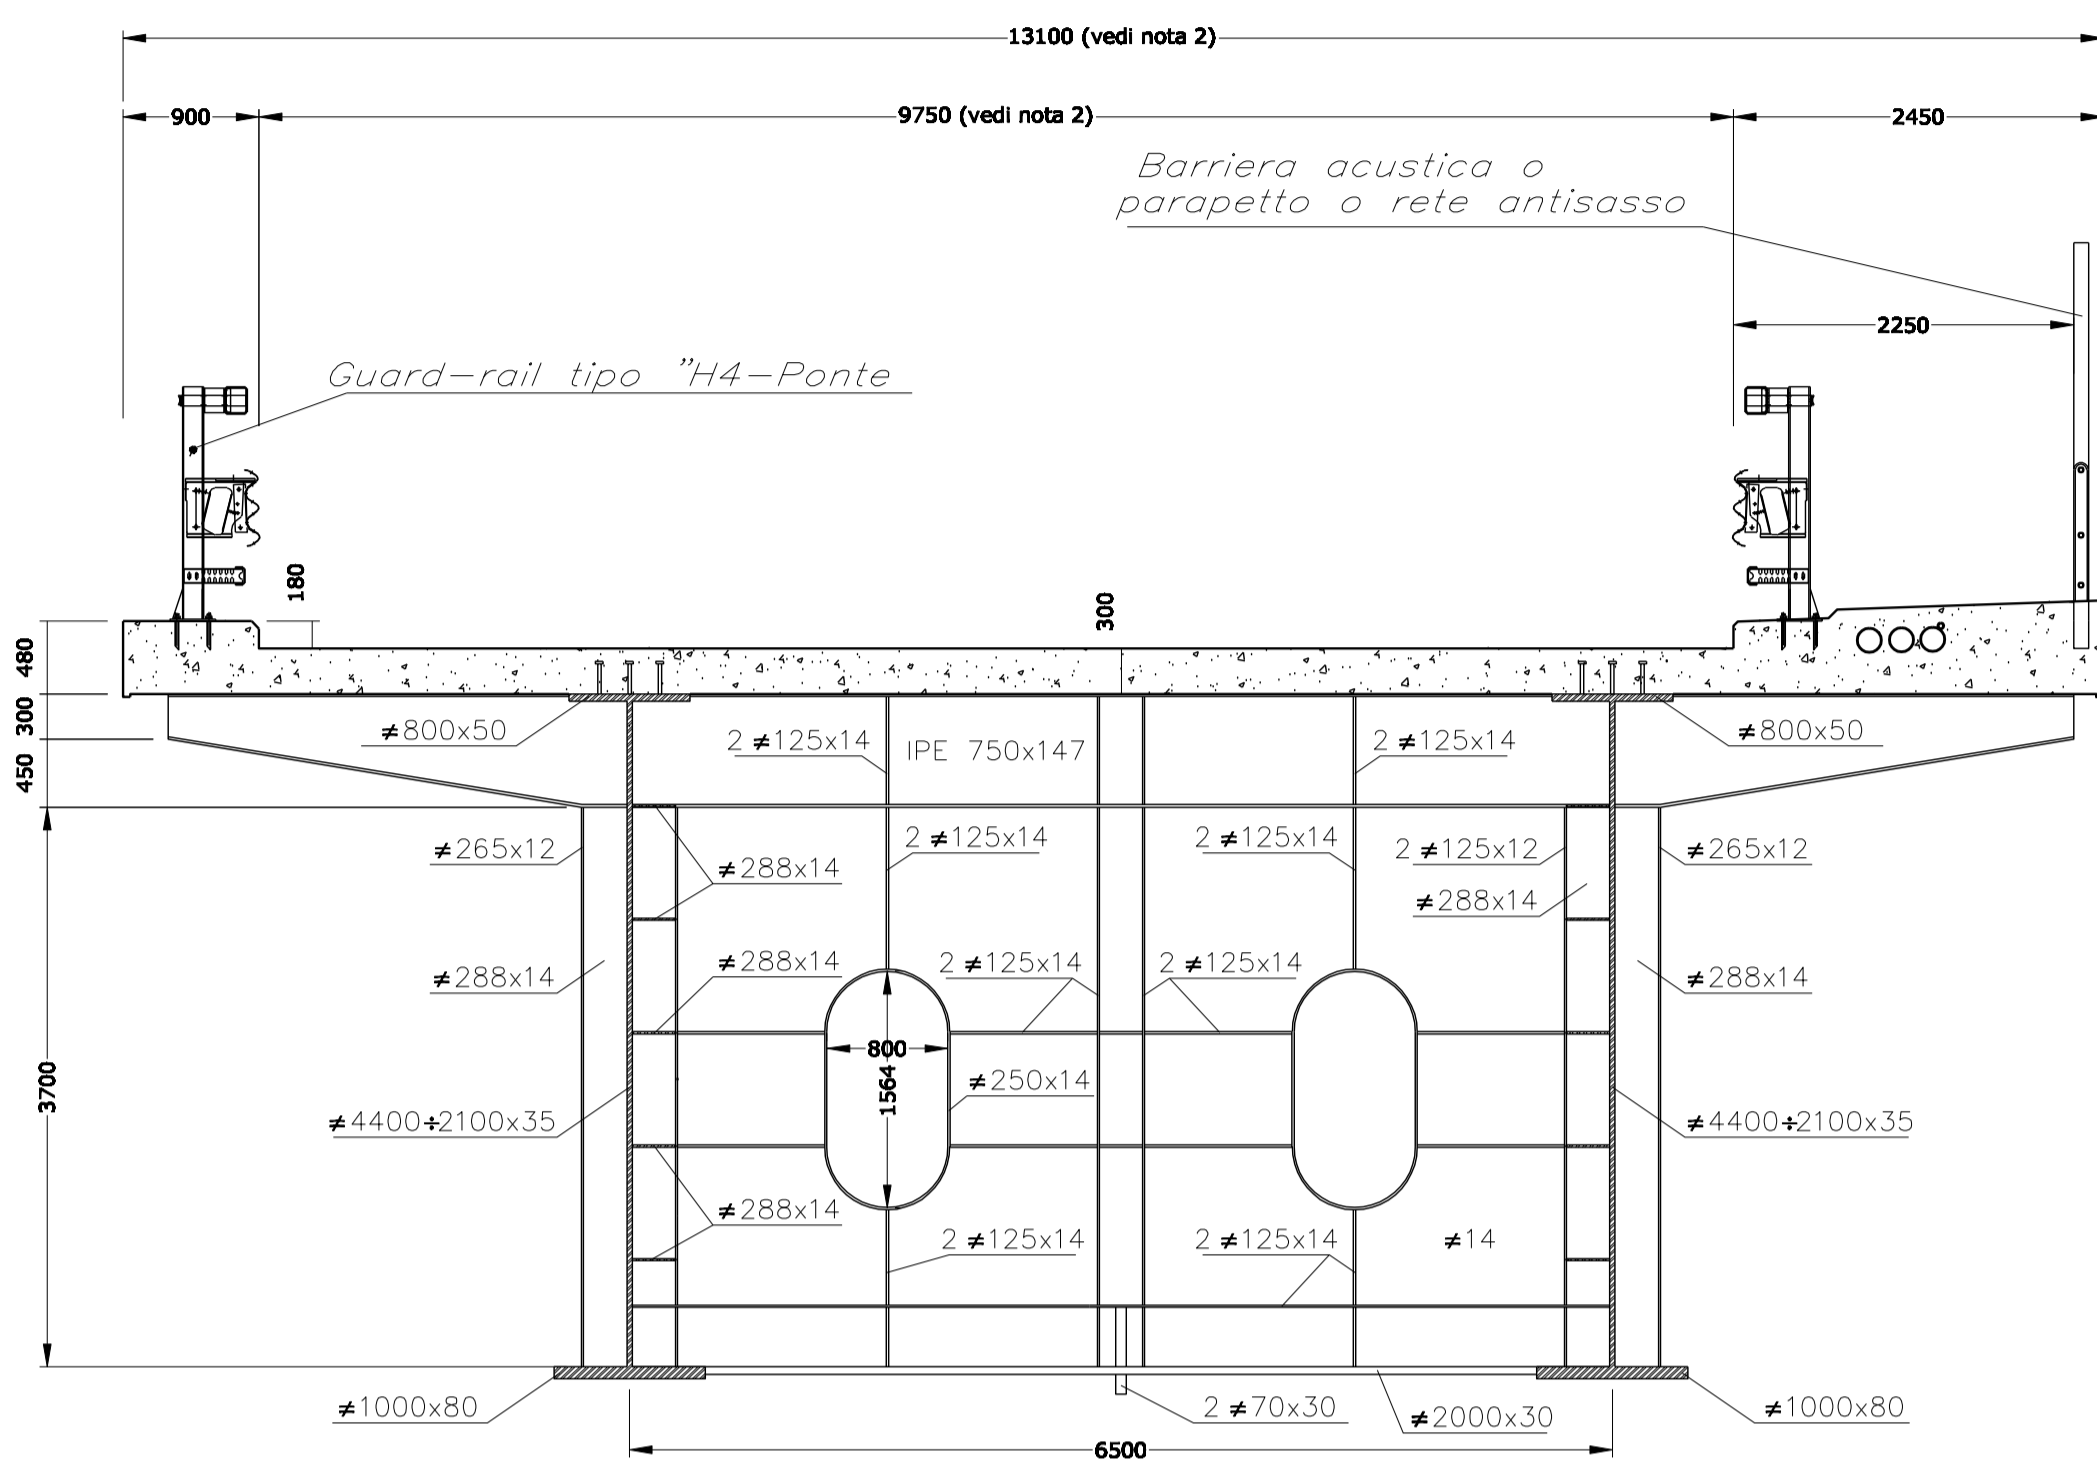 13100 (vedi nota 2)
900
9750 (vedi nota 2)
2450
Barriera acustica o
parapetto o rete antisasso
2250
Guard-rail tipo "H4-Ponte
180
300
480
300
450
≠800x50
2 ≠125x14
IPE 750x147
2 ≠125x14
≠800x50
≠265x12
≠288x14
2 ≠125x14
2 ≠125x14
2 ≠125x12
≠265x12
≠288x14
≠288x14
≠288x14
2 ≠125x14
2 ≠125x14
≠288x14
3700
800
1564
≠250x14
≠4400÷2100x35
≠4400÷2100x35
≠288x14
2 ≠125x14
2 ≠125x14
≠14
≠1000x80
2 ≠70x30
≠2000x30
≠1000x80
6500